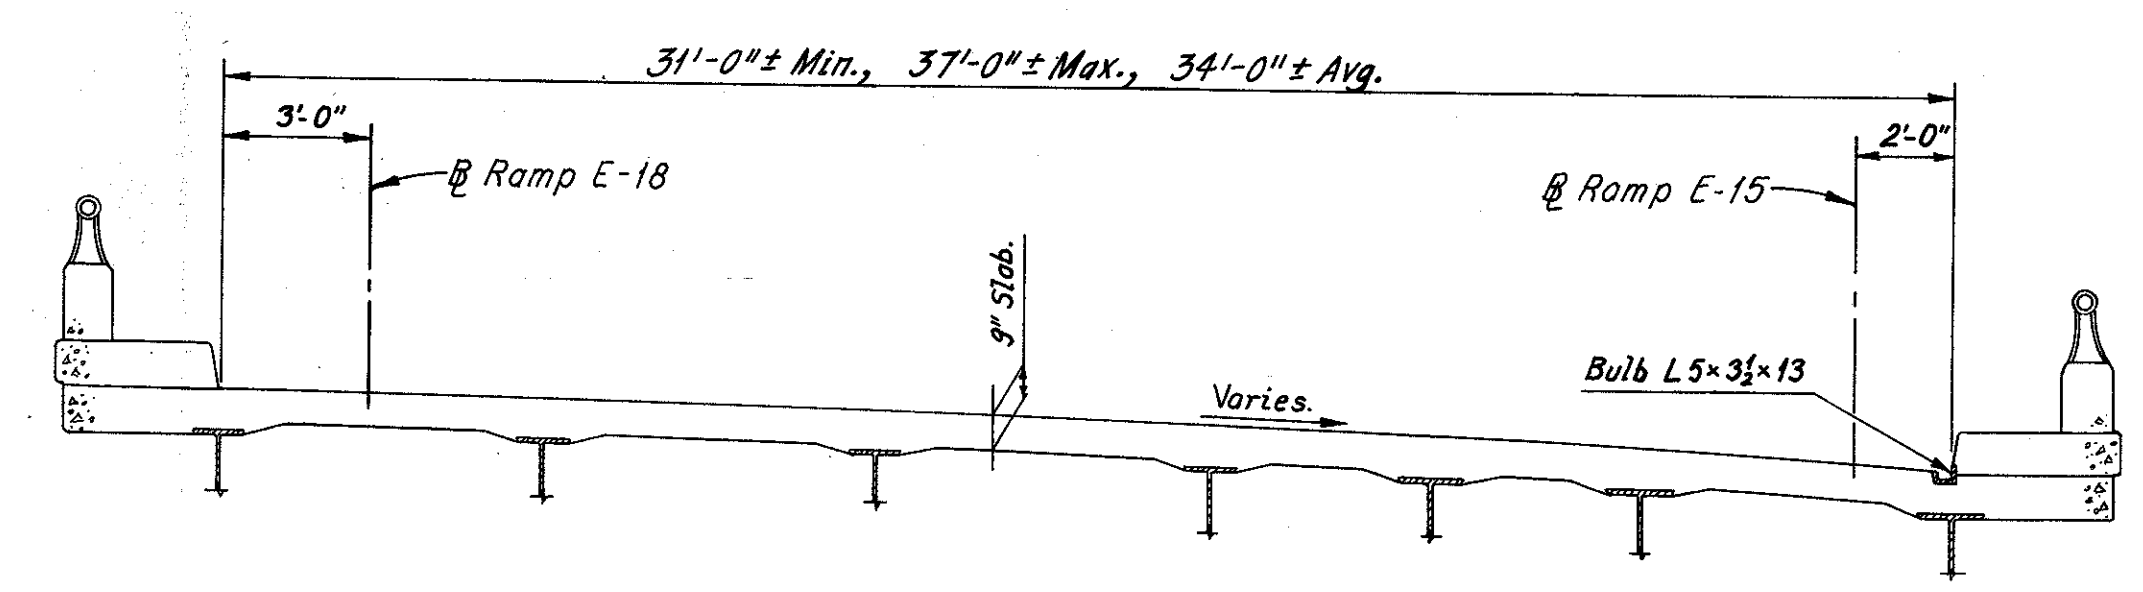 31'-0"± Min., 37'-0"± Max., 34'-0"± Avg.
3'-0"
2'-0"
℄ Ramp E-18
℄ Ramp E-15
9" Slab.
Bulb L 5×3½×13
Varies.